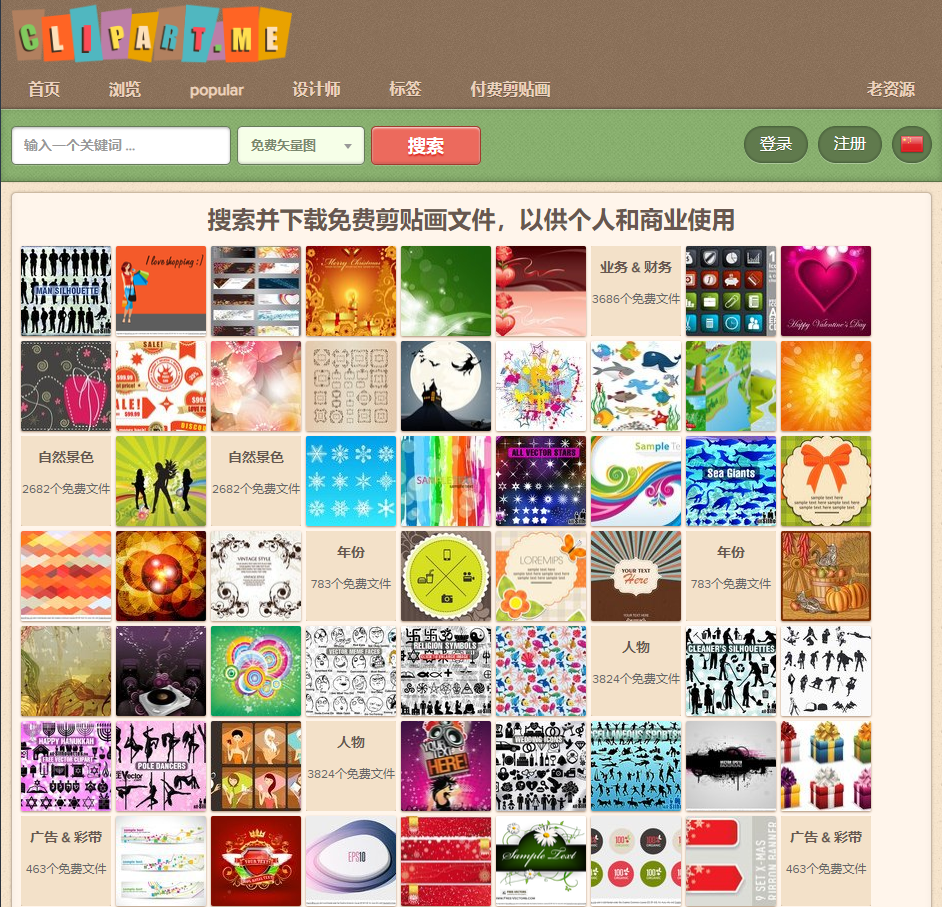 CLIPART.ME
首页 浏览 popular 设计师 标签 付费剪贴画 老资源
输入一个关键词 ... 免费矢量图 搜索 登录 注册
搜索并下载免费剪贴画文件，以供个人和商业使用
MAN SILHOUETTE
I love shopping :)
Merry Christmas
业务 & 财务
3686个免费文件
Happy Valentine's Day
SALE!
$99.99
自然景色
2682个免费文件
自然景色
2682个免费文件
ALL VECTOR STARS
Sample Te
Sea Giants
sample text here
VINTAGE STYLE
年份
783个免费文件
LOREMIPS
YOUR TEXT
Here
年份
783个免费文件
VECTOR MEME FACES
RELIGION SYMBOLS
人物
3824个免费文件
CLEANER'S SILHOUETTES
HAPPY HANUKKAH
FREE VECTOR CLIPART
POLE DANCERS
人物
3824个免费文件
YOUR TEXT
HERE
WEDDING ICONS
CELLANEOUS SPORTS
广告 & 彩带
463个免费文件
EPS10
Sample Text
100%
ORGANIC
9 SET X-MAS
RIBBON BANNER
广告 & 彩带
463个免费文件